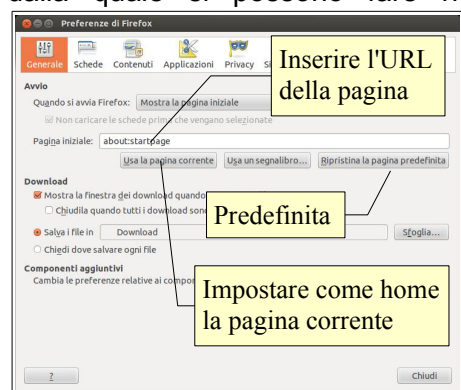 dalla quale si possono fare n
Preferenze di Firefox
Generale Schede Contenuti Applicazioni Privacy
Inserire l'URL
della pagina
Avvio
Quando si avvia Firefox: Mostra la pagina iniziale
Non caricare le schede prima che vengano selezionate
Pagina iniziale: about:startpage
Usa la pagina corrente Usa un segnalibro... Ripristina la pagina predefinita
Download
Mostra la finestra dei download quando
Chiudila quando tutti i download sono
Predefinita
Salva i file in Download Sfoglia...
Chiedi dove salvare ogni file
Componenti aggiuntivi
Cambia le preferenze relative ai
Impostare come home
la pagina corrente
? Chiudi